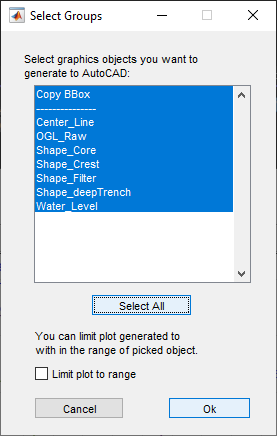 Select Groups
Select graphics objects you want to
generate to AutoCAD:
Copy BBox
---------------
Center_Line
OGL_Raw
Shape_Core
Shape_Crest
Shape_Filter
Shape_deepTrench
Water_Level
Select All
You can limit plot generated to
with in the range of picked object.
Limit plot to range
Cancel
Ok